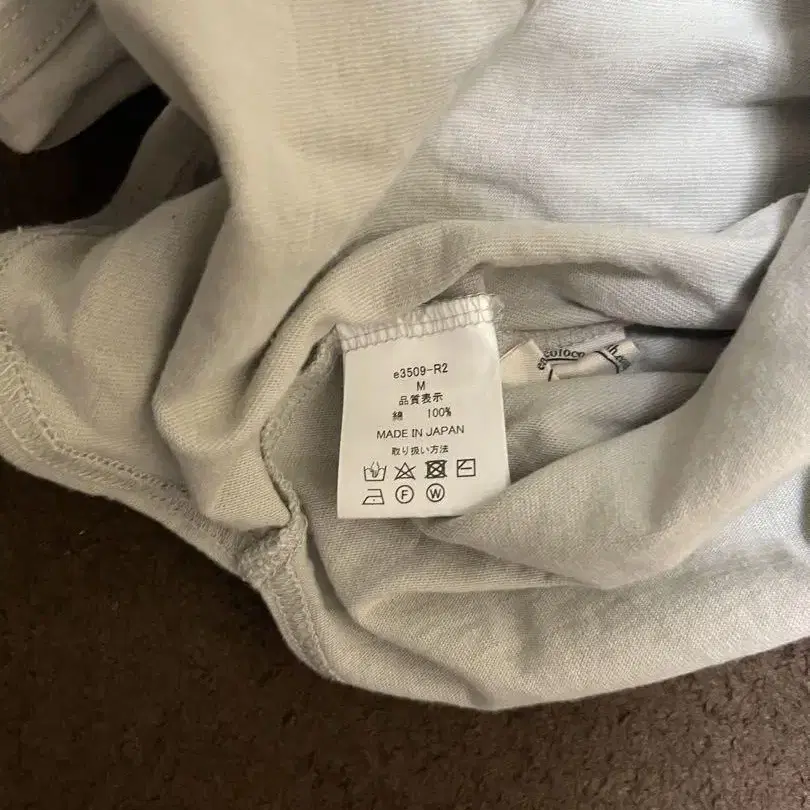 e3509-R2
M
品質表示
綿 100%
MADE IN JAPAN
取り扱い方法
F W